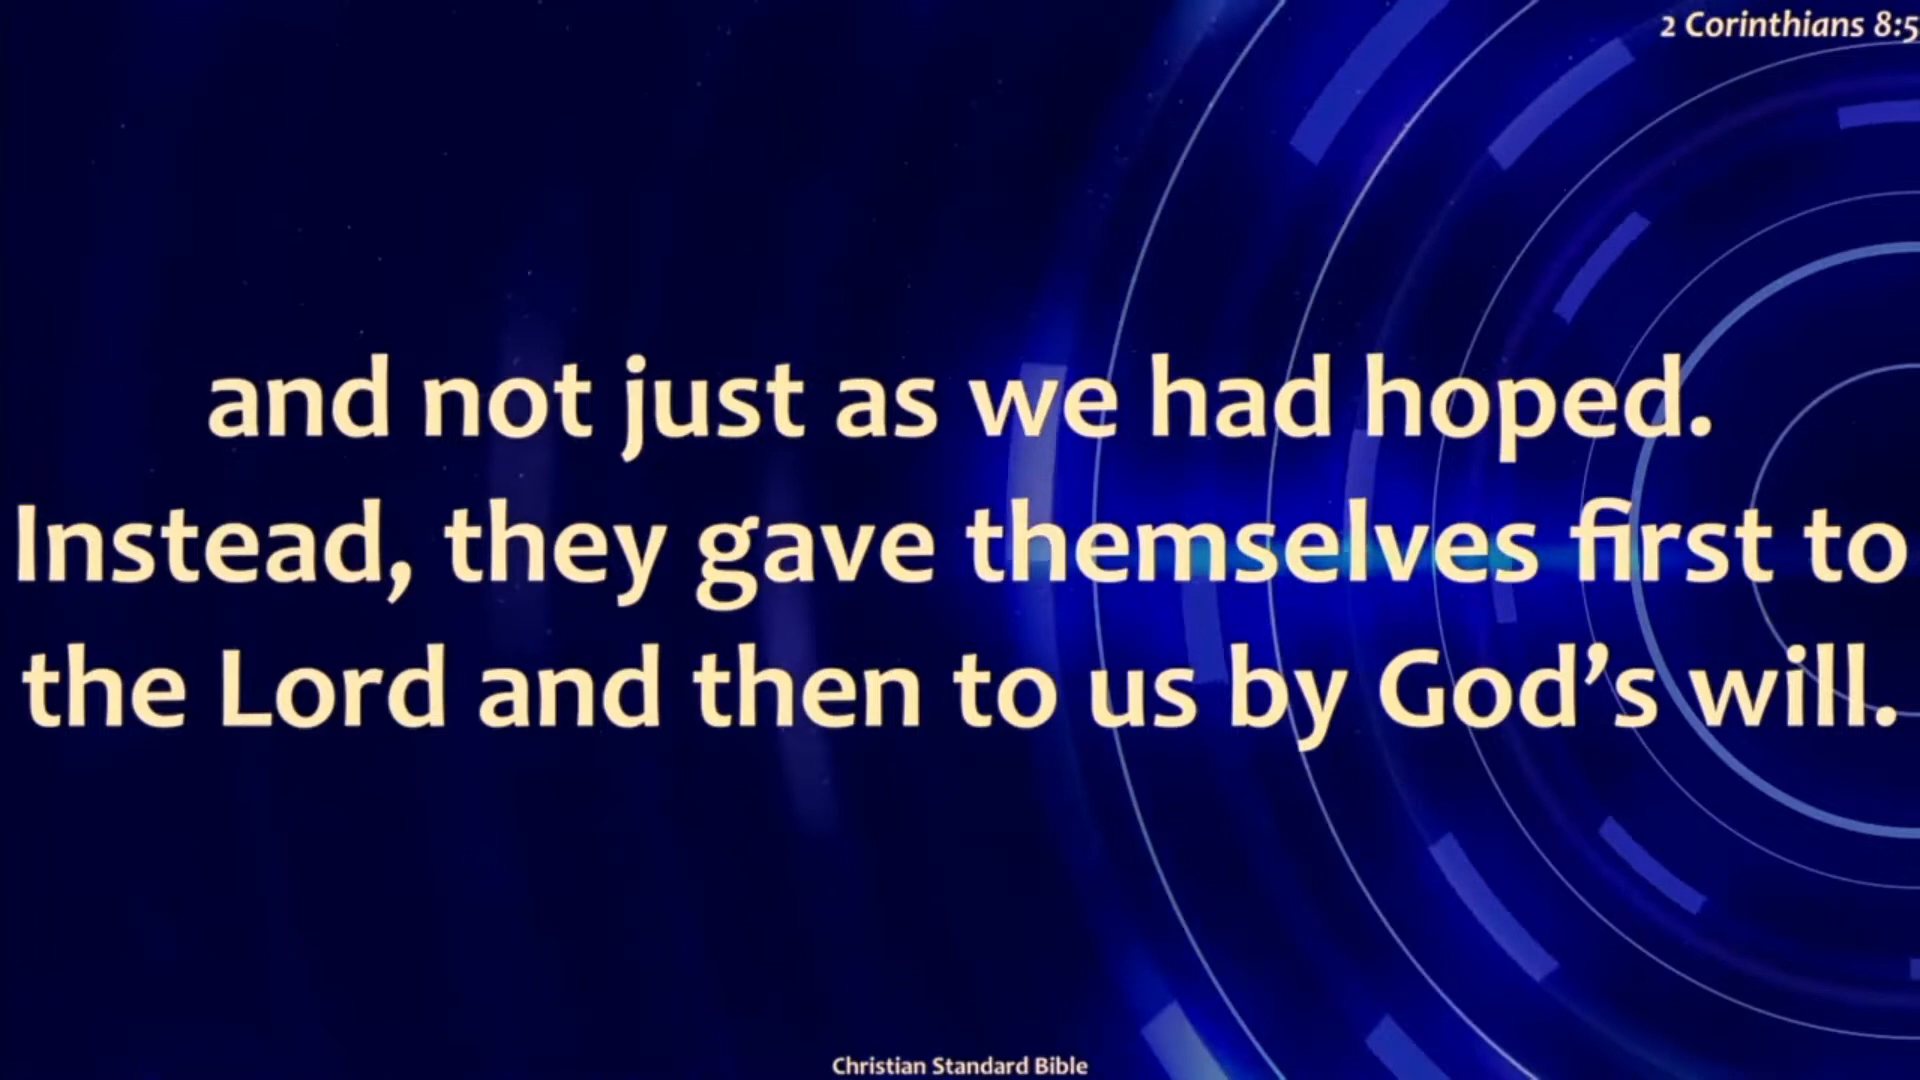 2 Corinthians 8:5
and not just as we had hoped.
Instead, they gave themselves first to
the Lord and then to us by God’s will.
Christian Standard Bible